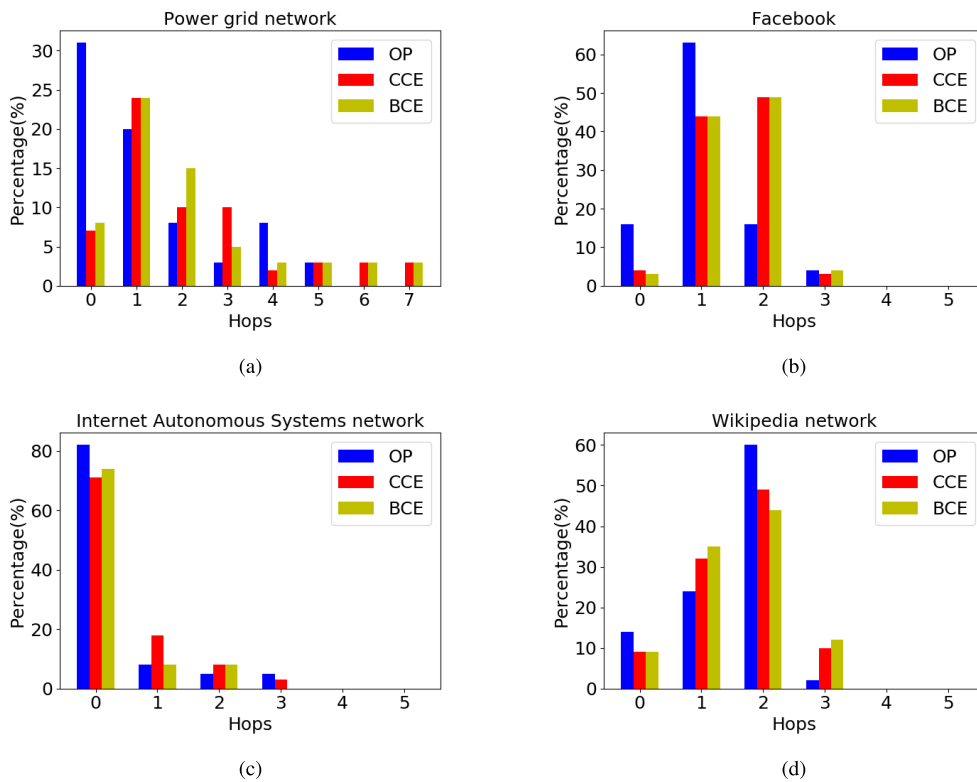 Power grid network
Percentage(%)
30
25
20
15
10
5
0
OP
CCE
BCE
0 1 2 3 4 5 6 7
Hops
(a)
Facebook
Percentage(%)
60
50
40
30
20
10
0
OP
CCE
BCE
0 1 2 3 4 5
Hops
(b)
Internet Autonomous Systems network
Percentage(%)
80
60
40
20
0
OP
CCE
BCE
0 1 2 3 4 5
Hops
(c)
Wikipedia network
Percentage(%)
60
50
40
30
20
10
0
OP
CCE
BCE
0 1 2 3 4 5
Hops
(d)